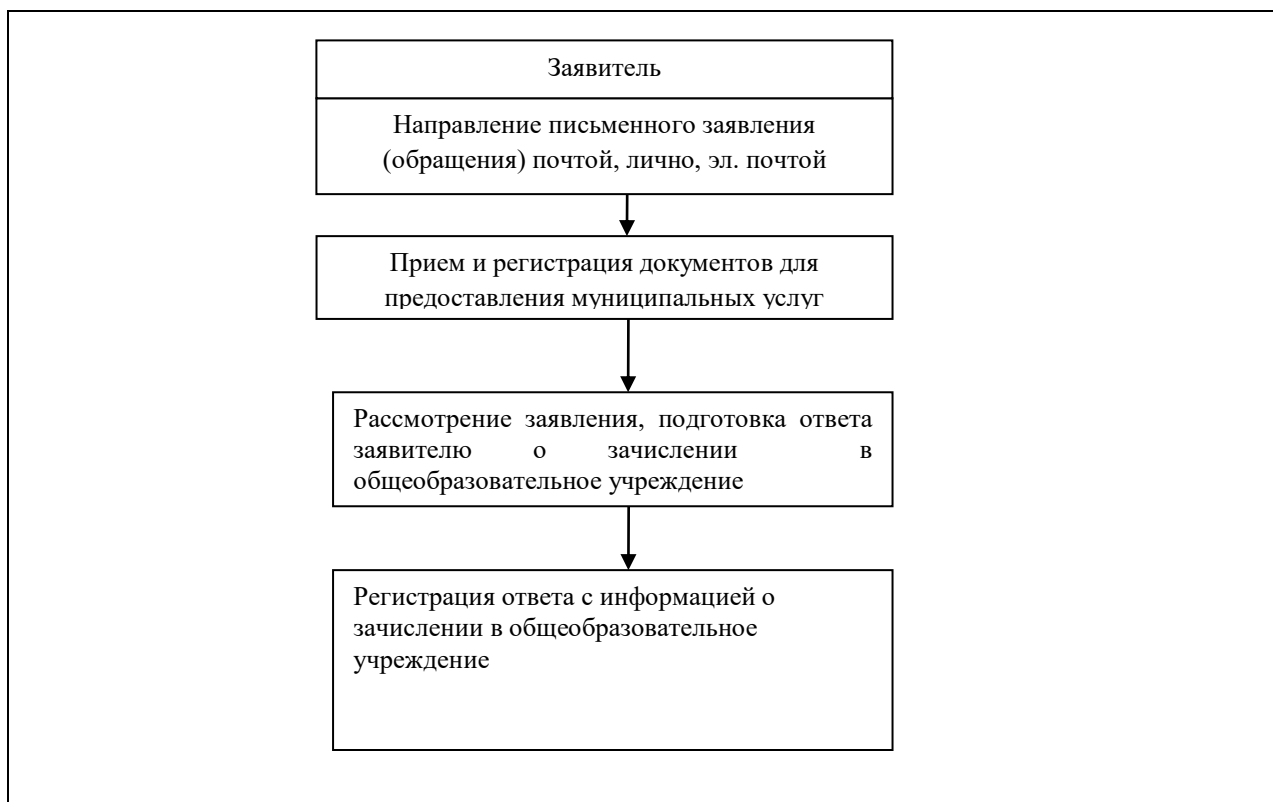 Заявитель
Направление письменного заявления
(обращения) почтой, лично, эл. почтой
Прием и регистрация документов для
предоставления муниципальных услуг
Рассмотрение заявления, подготовка ответа
заявителю о зачислении в
общеобразовательное учреждение
Регистрация ответа с информацией о
зачислении в общеобразовательное
учреждение